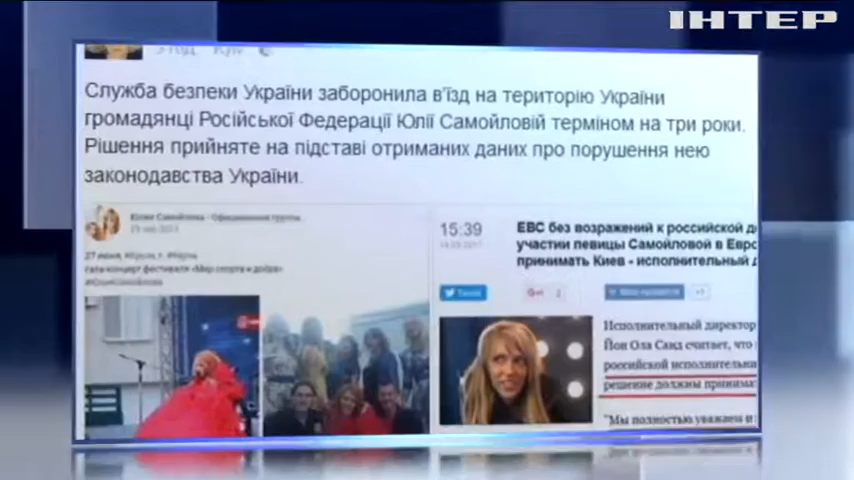 ІНТЕР
Служба безпеки України заборонила в'їзд на територію України
громадянці Російської Федерації Юлії Самойловій терміном на три роки.
Рішення прийняте на підставі отриманих даних про порушення нею
законодавства України.
Юлия Самойлова - Официальная группа
27 июня, #Крым, г. #Керчь
гала-концерт фестиваля «Мир спорта и добра»
#ЮлияСамойлова
15:39
ЕВС без возражений к российской д
участии певицы Самойловой в Евро
принимать Киев - исполнительный д
Исполнительный директор
Йон Ола Санд считает, что
российской исполнительни
решение должны принимат
"Мы полностью уважаем и